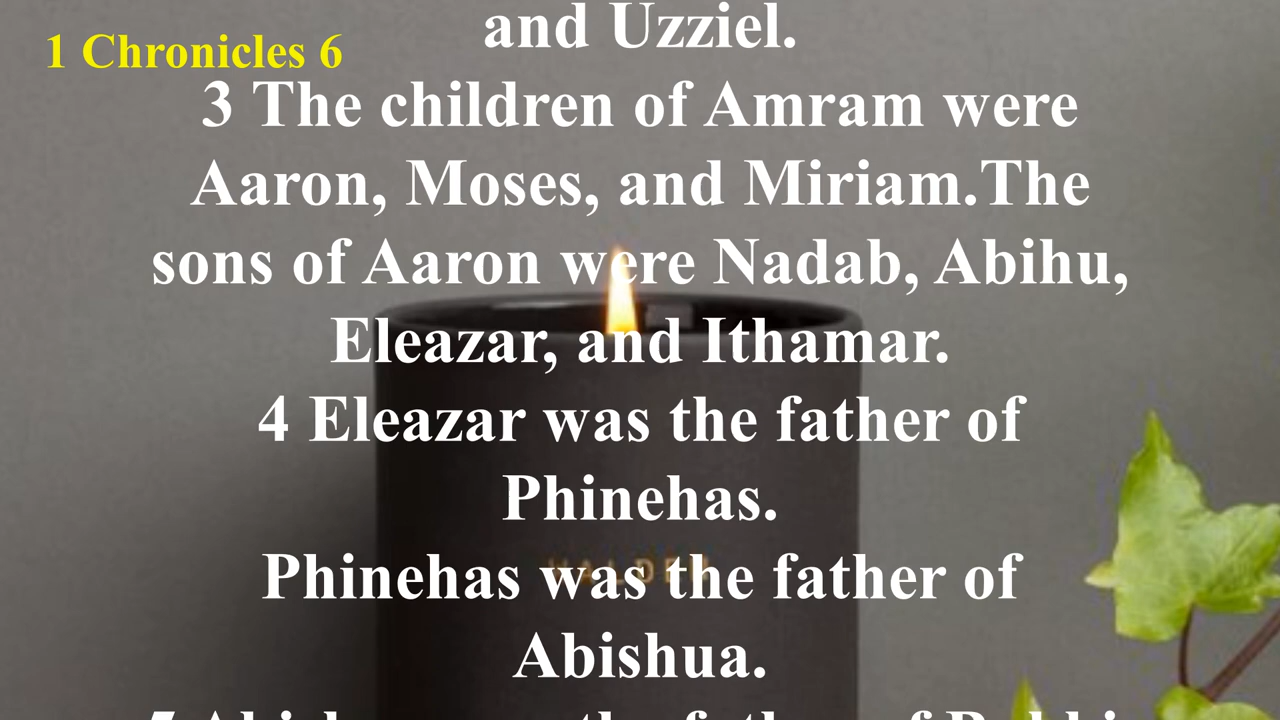 and Uzziel.
1 Chronicles 6
3 The children of Amram were
Aaron, Moses, and Miriam.The
sons of Aaron were Nadab, Abihu,
Eleazar, and Ithamar.
4 Eleazar was the father of
Phinehas.
Phinehas was the father of
Abishua.